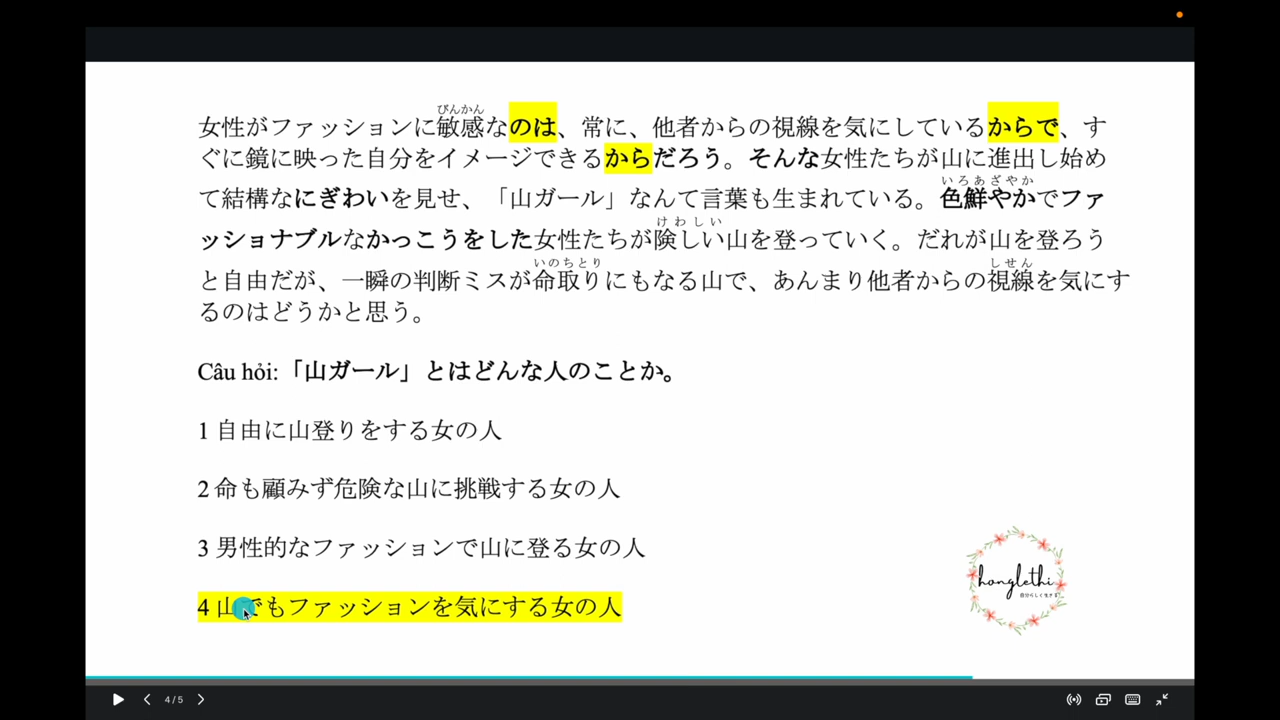 びんかん
女性がファッションに敏感なのは、常に、他者からの視線を気にしているからで、す
ぐに鏡に映った自分をイメージできるからだろう。そんな女性たちが山に進出し始め
いろあざやか
て結構なにぎわいを見せ、「山ガール」なんて言葉も生まれている。色鮮やかでファ
けわしい
ッショナブルなかっこうをした女性たちが険しい山を登っていく。だれが山を登ろう
いのちとり しせん
と自由だが、一瞬の判断ミスが命取りにもなる山で、あんまり他者からの視線を気にす
るのはどうかと思う。
Câu hỏi:「山ガール」とはどんな人のことか。
1 自由に山登りをする女の人
2 命も顧みず危険な山に挑戦する女の人
3 男性的なファッションで山に登る女の人
4 山でもファッションを気にする女の人
honglethi
自分らしく生きる!
4/5